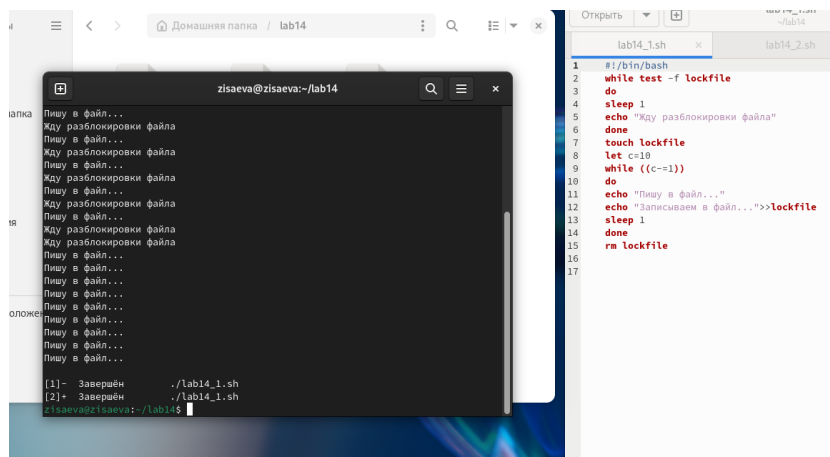 Домашняя папка / lab14
Открыть
~/lab14
lab14_1.sh ×
lab14_2.sh
zisaeva@zisaeva:~/lab14
Пишу в файл...
Жду разблокировки файла
Пишу в файл...
Жду разблокировки файла
Пишу в файл...
Жду разблокировки файла
Пишу в файл...
Жду разблокировки файла
Пишу в файл...
Жду разблокировки файла
Жду разблокировки файла
Пишу в файл...
Пишу в файл...
Пишу в файл...
Пишу в файл...
Пишу в файл...
Пишу в файл...
Пишу в файл...
Пишу в файл...
Пишу в файл...
[1]- Завершён ./lab14_1.sh
[2]+ Завершён ./lab14_1.sh
zisaeva@zisaeva:~/lab14$
1 #!/bin/bash
2 while test -f lockfile
3 do
4 sleep 1
5 echo "Жду разблокировки файла"
6 done
7 touch lockfile
8 let c=10
9 while ((c-=1))
10 do
11 echo "Пишу в файл..."
12 echo "Записываем в файл...">>lockfile
13 sleep 1
14 done
15 rm lockfile
16
17